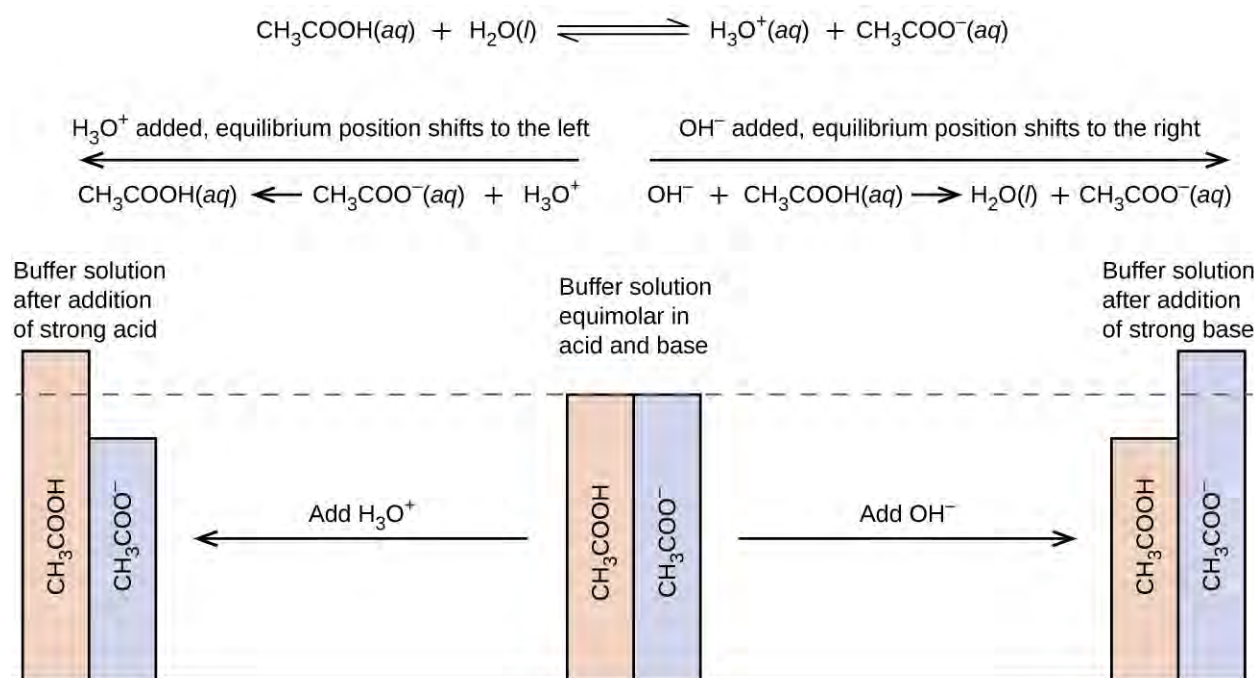 CH₃COOH(aq) + H₂O(l) ⇌ H₃O⁺(aq) + CH₃COO⁻(aq)
H₃O⁺ added, equilibrium position shifts to the left
OH⁻ added, equilibrium position shifts to the right
CH₃COOH(aq) ← CH₃COO⁻(aq) + H₃O⁺
OH⁻ + CH₃COOH(aq) → H₂O(l) + CH₃COO⁻(aq)
Buffer solution
after addition
of strong acid
Buffer solution
equimolar in
acid and base
Buffer solution
after addition
of strong base
CH₃COOH
CH₃COO⁻
Add H₃O⁺
CH₃COOH
CH₃COO⁻
Add OH⁻
CH₃COOH
CH₃COO⁻